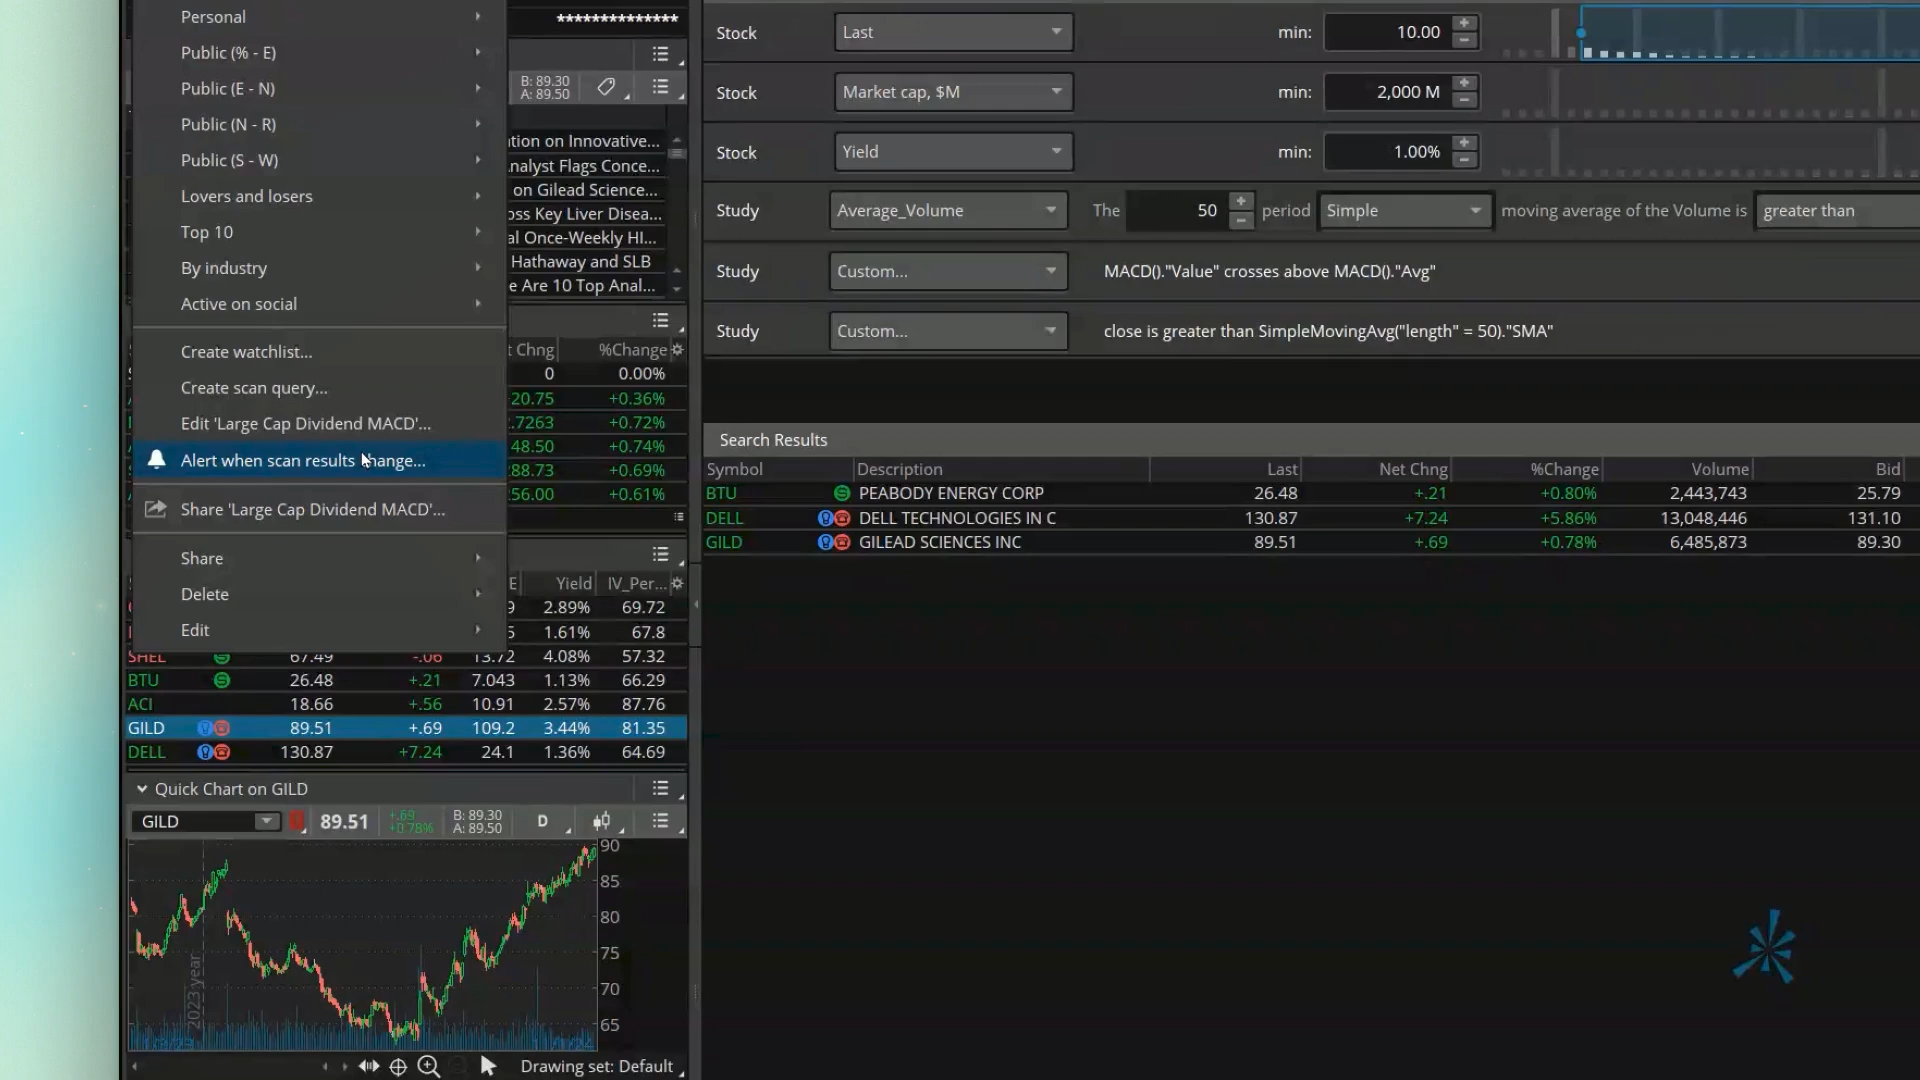 Personal
Public (% - E)
Public (E - N)
Public (N - R)
Public (S - W)
Lovers and losers
Top 10
By industry
Active on social
Create watchlist...
Create scan query...
Edit 'Large Cap Dividend MACD'...
Alert when scan results change...
Share 'Large Cap Dividend MACD'...
Share
Delete
Edit
**************
B: 89.30
A: 89.50
tion on Innovative...
nalyst Flags Conce...
on Gilead Science...
oss Key Liver Disea...
al Once-Weekly HI...
Hathaway and SLB
e Are 10 Top Anal...
t Chng %Change
0 0.00%
20.75 +0.36%
.7263 +0.72%
48.50 +0.74%
288.73 +0.69%
56.00 +0.61%
E Yield IV_Per...
9 2.89% 69.72
5 1.61% 67.8
SHEL 67.49 -.06 13.72 4.08% 57.32
BTU 26.48 +.21 7.043 1.13% 66.29
ACI 18.66 +.56 10.91 2.57% 87.76
GILD 89.51 +.69 109.2 3.44% 81.35
DELL 130.87 +7.24 24.1 1.36% 64.69
Quick Chart on GILD
GILD 89.51 +.69 +0.78% B: 89.30 A: 89.50 D
90
85
80
75
70
65
2023 year
Drawing set: Default
Stock Last min: 10.00
Stock Market cap, $M min: 2,000 M
Stock Yield min: 1.00%
Study Average_Volume The 50 period Simple moving average of the Volume is greater than
Study Custom... MACD()."Value" crosses above MACD()."Avg"
Study Custom... close is greater than SimpleMovingAvg("length" = 50)."SMA"
Search Results
Symbol Description Last Net Chng %Change Volume Bid
BTU PEABODY ENERGY CORP 26.48 +.21 +0.80% 2,443,743 25.79
DELL DELL TECHNOLOGIES IN C 130.87 +7.24 +5.86% 13,048,446 131.10
GILD GILEAD SCIENCES INC 89.51 +.69 +0.78% 6,485,873 89.30